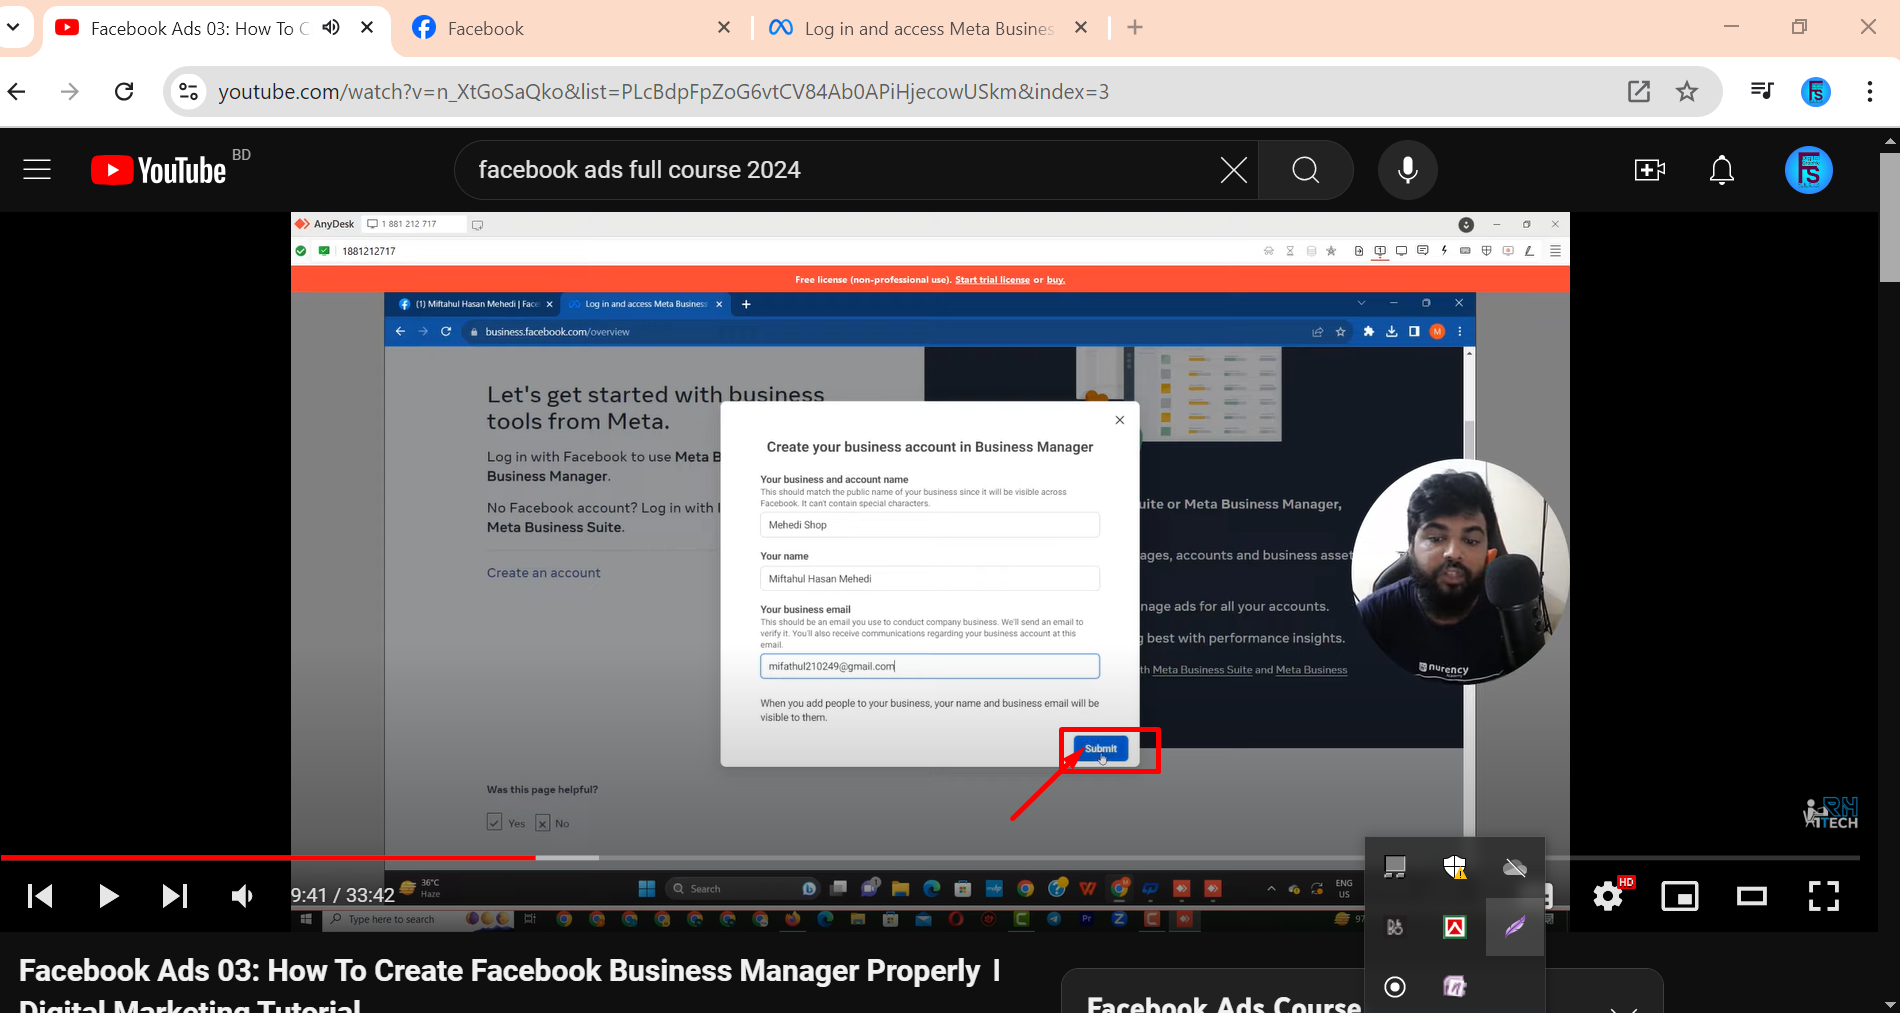 Facebook Ads 03: How To C
Facebook
Log in and access Meta Busines
youtube.com/watch?v=n_XtGoSaQko&list=PLcBdpFpZoG6vtCV84Ab0APiHjecowUSkm&index=3
YouTube BD
facebook ads full course 2024
AnyDesk
1 881 212 717
1881212717
Free license (non-professional use). Start trial license or buy.
(1) Miftahul Hasan Mehedi | Face
Log in and access Meta Business
business.facebook.com/overview
M
Let's get started with business
tools from Meta.
Log in with Facebook to use Meta B
Business Manager.
No Facebook account? Log in with I
Meta Business Suite.
Create an account
Create your business account in Business Manager
Your business and account name
This should match the public name of your business since it will be visible across
Facebook. It can't contain special characters.
Mehedi Shop
Your name
Miftahul Hasan Mehedi
Your business email
This should be an email you use to conduct company business. We'll send an email to
verify it. You'll also receive communications regarding your business account at this
email.
mifathul210249@gmail.com
When you add people to your business, your name and business email will be
visible to them.
Submit
uite or Meta Business Manager,
ages, accounts and business asset
nage ads for all your accounts.
g best with performance insights.
th Meta Business Suite and Meta Business
nurency
Was this page helpful?
Yes
No
RH
TECH
9:41 / 33:42
36°C
Haze
Search
ENG
US
HD
Type here to search
97
Facebook Ads 03: How To Create Facebook Business Manager Properly |
Digital Marketing Tutorial
Facebook Ads Course